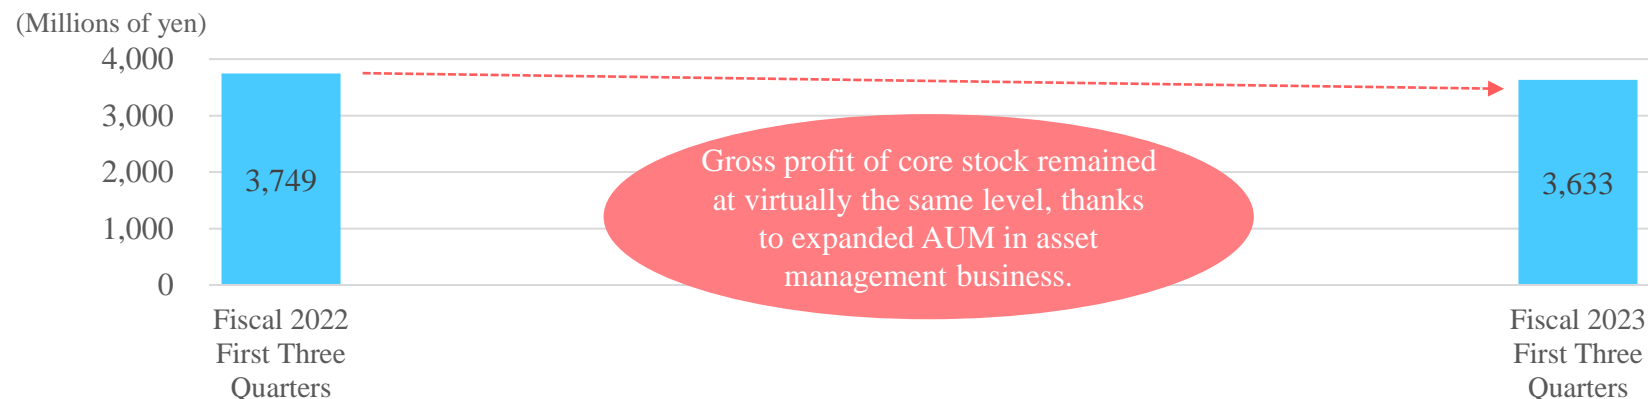 (Millions of yen)
4,000
3,000
2,000
1,000
0
3,749
Gross profit of core stock remained
at virtually the same level, thanks
to expanded AUM in asset
management business.
3,633
Fiscal 2022
First Three
Quarters
Fiscal 2023
First Three
Quarters